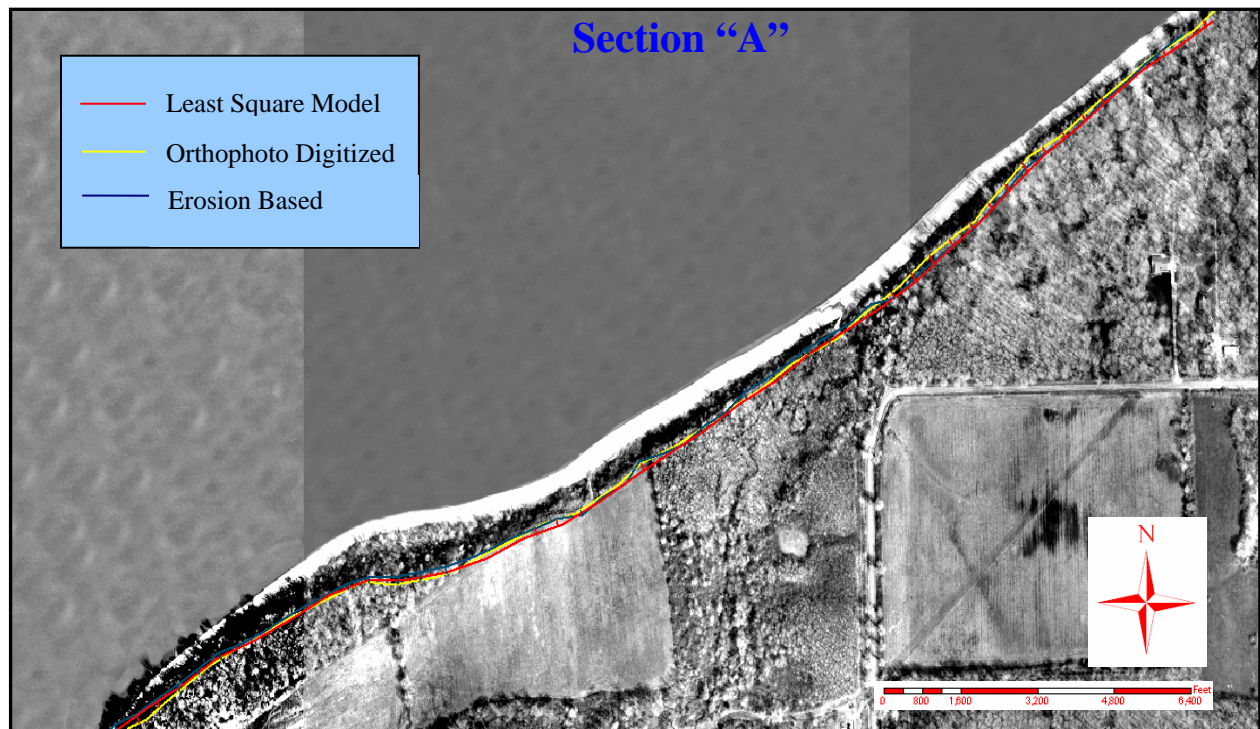 Section “A”
Least Square Model
Orthophoto Digitized
Erosion Based
N
Feet
0 800 1,600 3,200 4,800 6,400